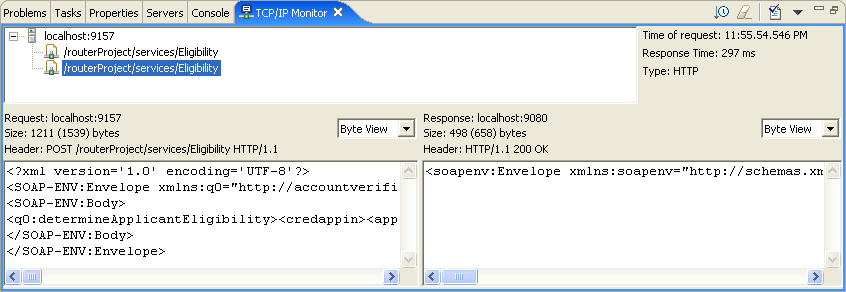 Problems Tasks Properties Servers Console TCP/IP Monitor
localhost:9157
/routerProject/services/Eligibility
/routerProject/services/Eligibility
Time of request: 11:55.54.546 PM
Response Time: 297 ms
Type: HTTP
Request: localhost:9157
Size: 1211 (1539) bytes
Header: POST /routerProject/services/Eligibility HTTP/1.1
Byte View
Response: localhost:9080
Size: 498 (658) bytes
Header: HTTP/1.1 200 OK
Byte View
<?xml version='1.0' encoding='UTF-8'?>
<SOAP-ENV:Envelope xmlns:q0="http://accountverifi
<SOAP-ENV:Body>
<q0:determineApplicantEligibility><credappin><app
</SOAP-ENV:Body>
</SOAP-ENV:Envelope>
<soapenv:Envelope xmlns:soapenv="http://schemas.xm